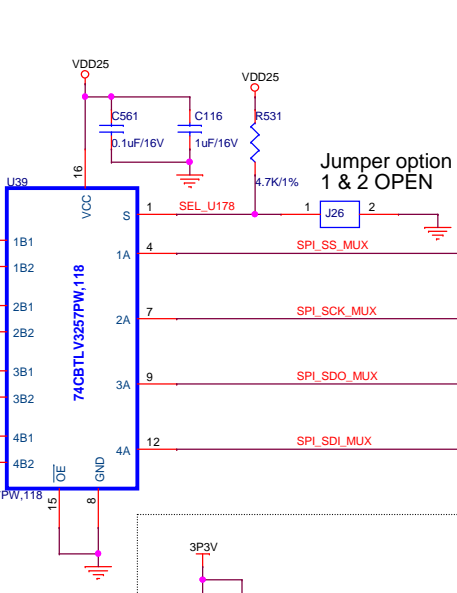 VDD25
VDD25
C561
C116
R531
0.1uF/16V
1uF/16V
Jumper option
1 & 2 OPEN
4.7K/1%
16
U39
VCC
S
1
SEL_U178
1
J26
2
1B1
1A
4
SPI_SS_MUX
1B2
2B1
2A
7
SPI_SCK_MUX
2B2
74CBTLV3257PW,118
3B1
3A
9
SPI_SDO_MUX
3B2
4B1
4A
12
SPI_SDI_MUX
4B2
OE
GND
PW,118
15
8
3P3V